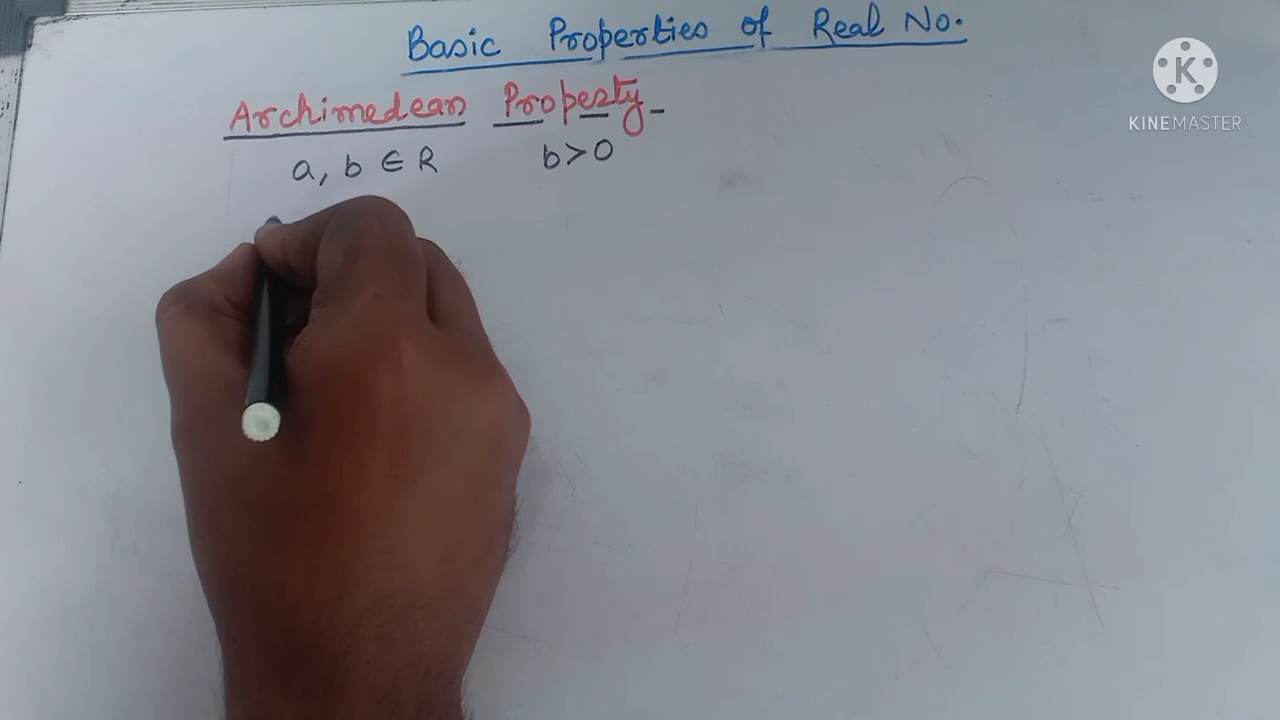 Basic Properties of Real No.
Archimedean Property
a, b ∈ R b>0
K
KINEMASTER